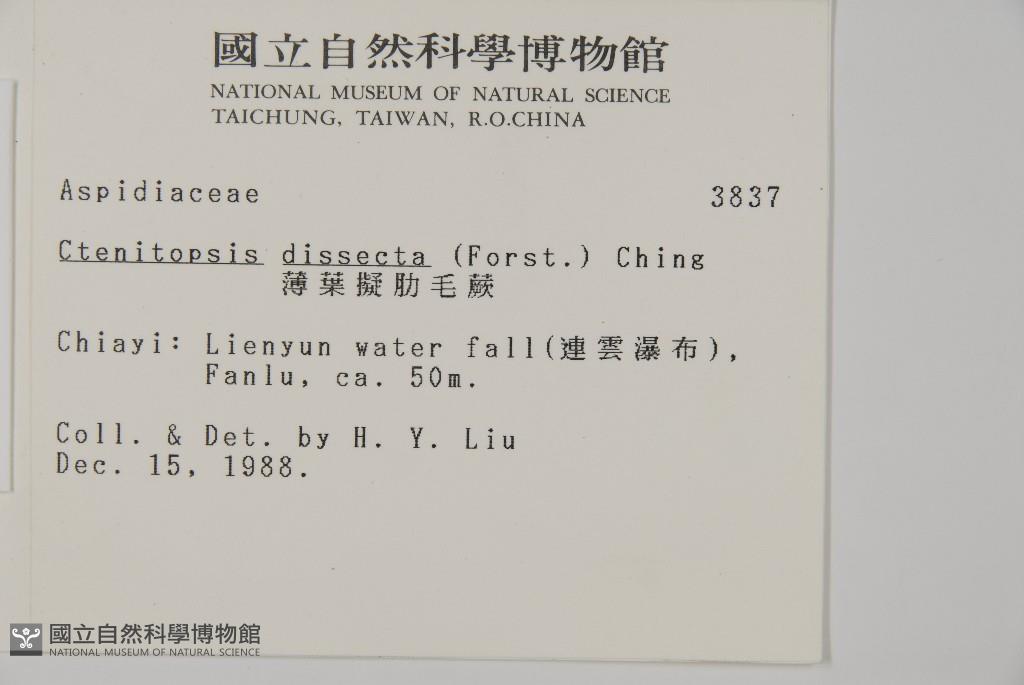 國立自然科學博物館
NATIONAL MUSEUM OF NATURAL SCIENCE
TAICHUNG, TAIWAN, R.O.CHINA
Aspidiaceae 3837
Ctenitopsis dissecta (Forst.) Ching
薄葉擬肋毛蕨
Chiayi: Lienyun water fall(連雲瀑布),
Fanlu, ca. 50m.
Coll. & Det. by H. Y. Liu
Dec. 15, 1988.
國立自然科學博物館
NATIONAL MUSEUM OF NATURAL SCIENCE